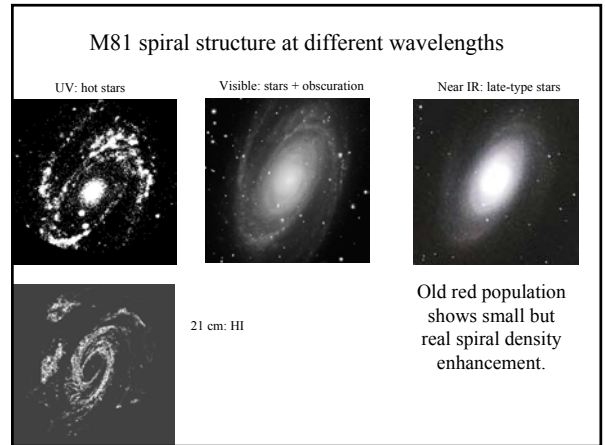 M81 spiral structure at different wavelengths
UV: hot stars
Visible: stars + obscuration
Near IR: late-type stars
21 cm: HI
Old red population
shows small but
real spiral density
enhancement.